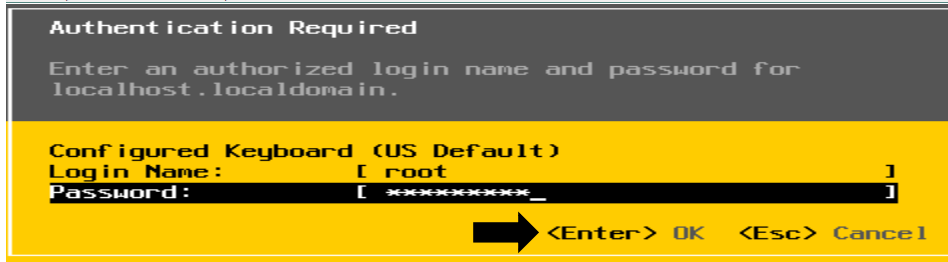 Authentication Required
Enter an authorized login name and password for
localhost.localdomain.
Configured Keyboard (US Default)
Login Name: [ root ]
Password: [ *********_ ]
<Enter> OK <Esc> Cancel